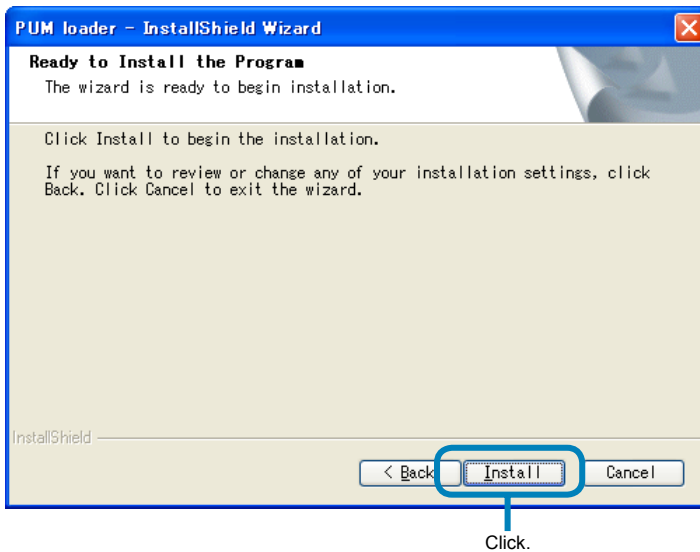 PUM loader - InstallShield Wizard
Ready to Install the Program
The wizard is ready to begin installation.
Click Install to begin the installation.
If you want to review or change any of your installation settings, click
Back. Click Cancel to exit the wizard.
InstallShield
< Back Install Cancel
Click.